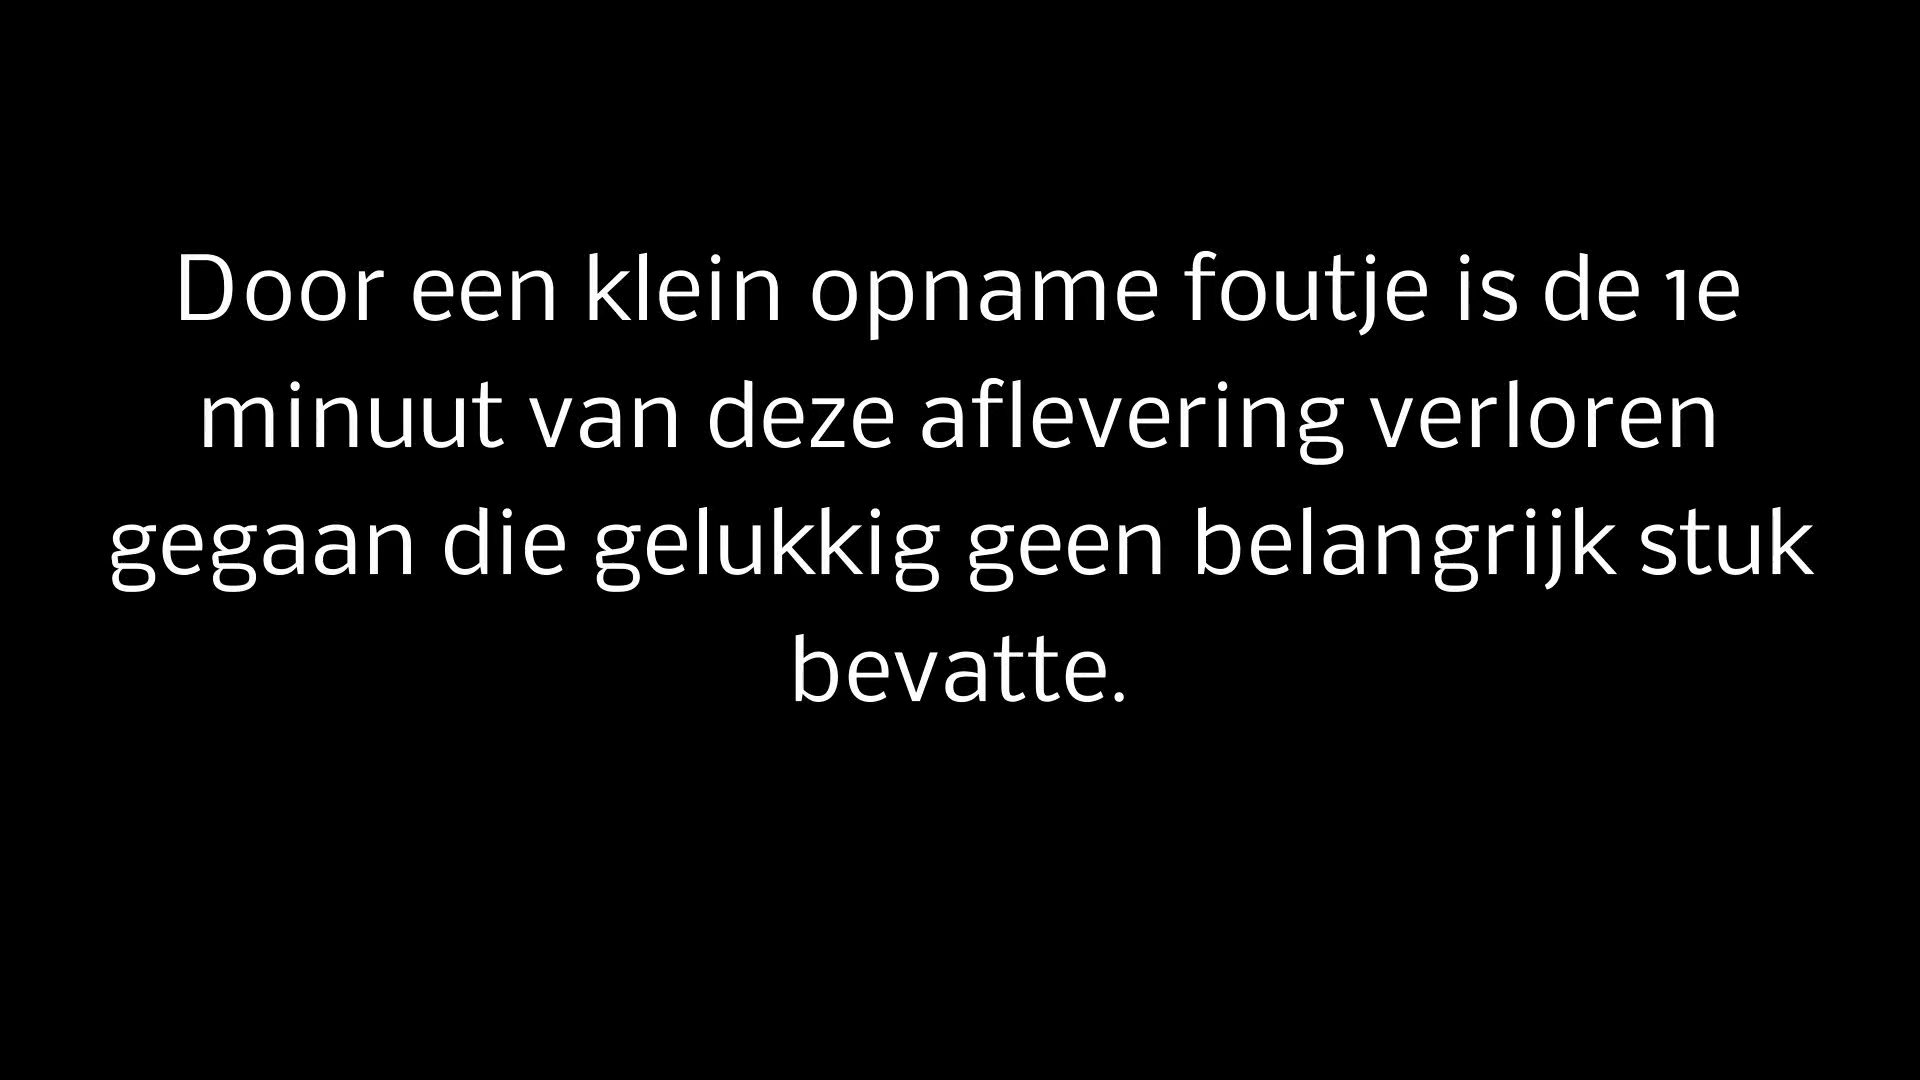 Door een klein opname foutje is de 1e
minuut van deze aflevering verloren
gegaan die gelukkig geen belangrijk stuk
bevatte.